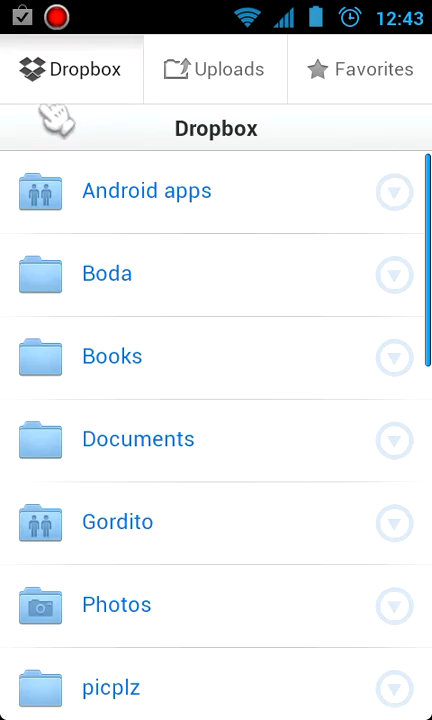 12:43
Dropbox
Uploads
Favorites
Dropbox
Android apps
Boda
Books
Documents
Gordito
Photos
picplz